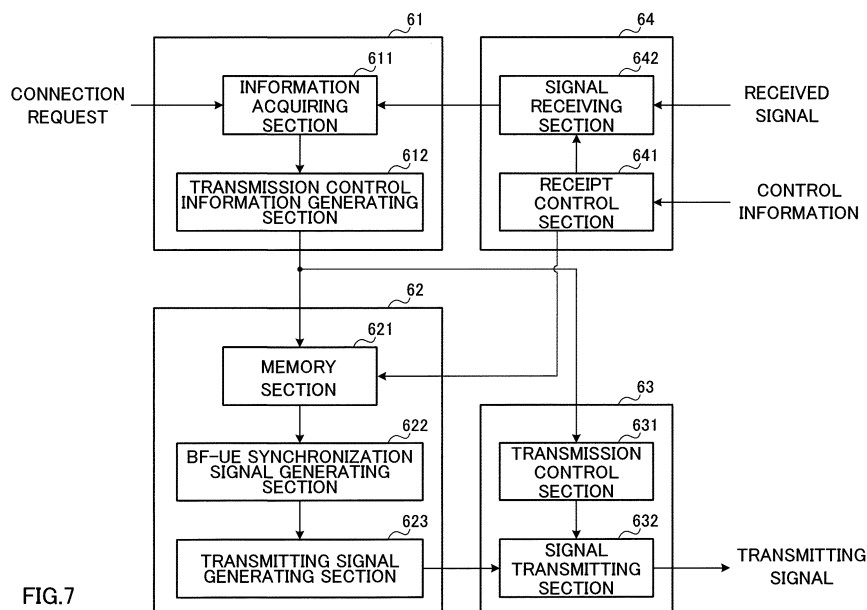 61
64
611
642
CONNECTION
REQUEST
INFORMATION
ACQUIRING
SECTION
SIGNAL
RECEIVING
SECTION
RECEIVED
SIGNAL
612
641
TRANSMISSION CONTROL
INFORMATION GENERATING
SECTION
RECEIPT
CONTROL
SECTION
CONTROL
INFORMATION
62
621
MEMORY
SECTION
63
622
631
BF-UE SYNCHRONIZATION
SIGNAL GENERATING
SECTION
TRANSMISSION
CONTROL
SECTION
623
632
TRANSMITTING SIGNAL
GENERATING SECTION
SIGNAL
TRANSMITTING
SECTION
TRANSMITTING
SIGNAL
FIG.7